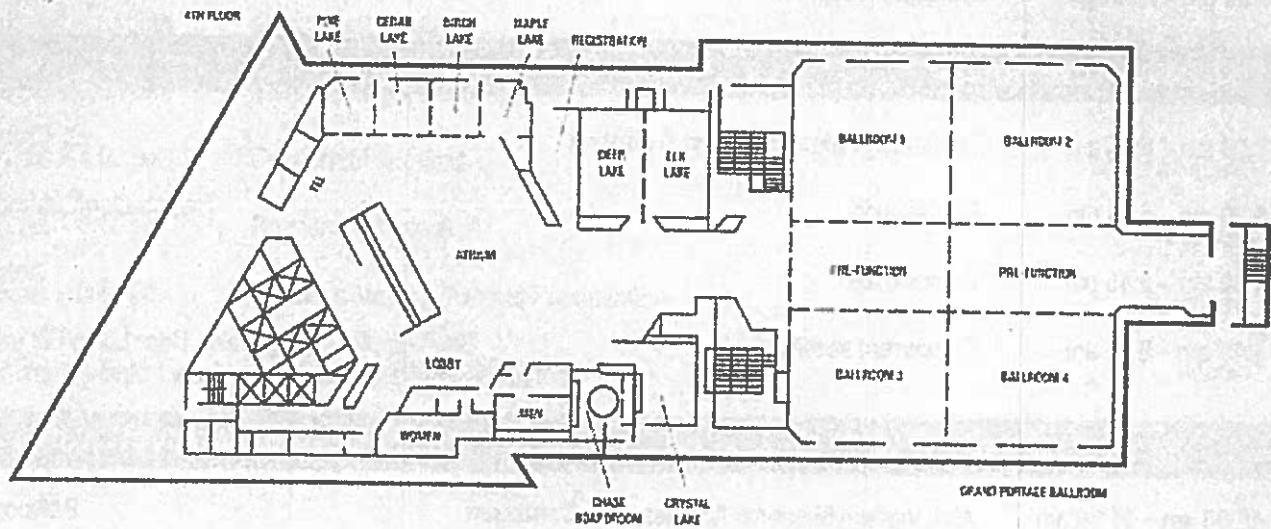 4TH FLOOR
PINE
LAKE
CEDAR
LAKE
BIRCH
LAKE
MAPLE
LAKE
REGISTRATION
DEER
LAKE
ELK
LAKE
BALLROOM 1
BALLROOM 2
TEL
ATRIUM
PRE-FUNCTION
PRE-FUNCTION
LOBBY
BALLROOM 3
BALLROOM 4
MEN
WOMEN
CHASE
BOARDROOM
CRYSTAL
LAKE
GRAND PORTAGE BALLROOM